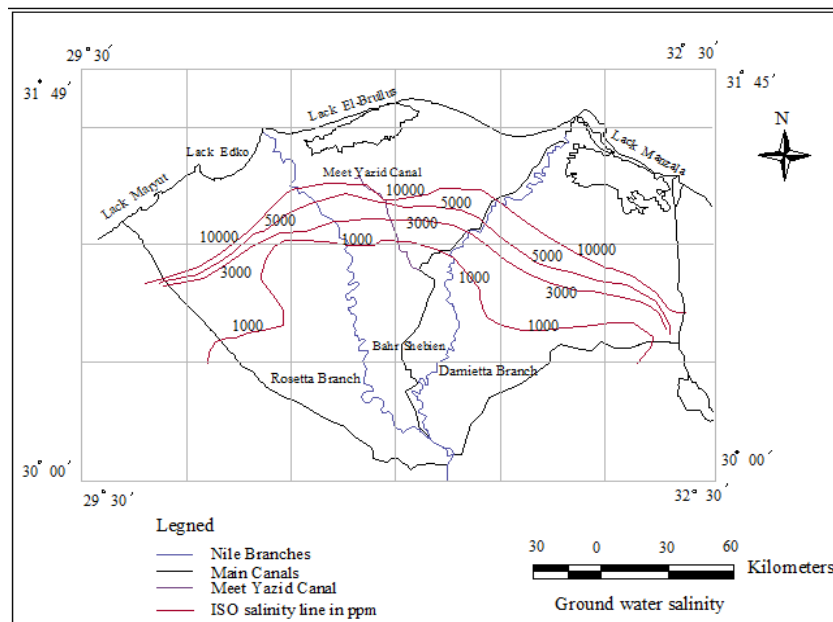 29° 30′
32° 30′
31° 49′
31° 45′
N
Lack El-Brullus
Lack Edko
Lack Manzala
Lack Maryut
Meet Yazid Canal
10000
5000
3000
1000
10000
5000
3000
1000
10000
5000
3000
1000
1000
Bahr Shebien
Rosetta Branch
Damietta Branch
30° 00′
30° 00′
29° 30′
32° 30′
Legned
Nile Branches
Main Canals
Meet Yazid Canal
ISO salinity line in ppm
30 0 30 60
Kilometers
Ground water salinity